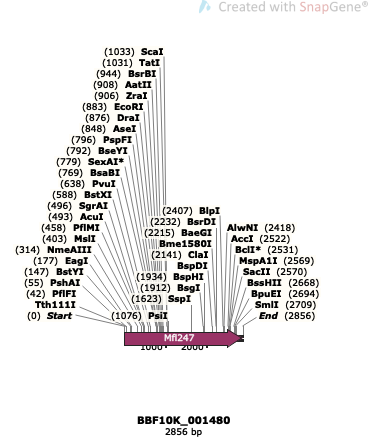 Created with SnapGene®
(1033) ScaI
(1031) TatI
(944) BsrBI
(908) AatII
(906) ZraI
(883) EcoRI
(876) DraI
(848) AseI
(796) PspFI
(792) BseYI
(779) SexAI*
(769) BsaBI
(638) PvuI
(588) BstXI
(496) SgrAI
(493) AcuI
(458) PflMI
(403) MslI
(314) NmeAIII
(177) EagI
(147) BstYI
(55) PshAI
(42) PflFI
Tth111I
(0) Start
(2407) BlpI
(2232) BsrDI
(2215) BaeGI
Bme1580I
(2141) ClaI
BspDI
(1934) BspHI
(1912) BsgI
(1623) SspI
(1076) PsiI
AlwNI (2418)
AccI (2522)
BclI* (2531)
MspA1I (2569)
SacII (2570)
BssHII (2668)
BpuEI (2694)
SmlI (2709)
End (2856)
Mfl247
1000
2000
BBF10K_001480
2856 bp